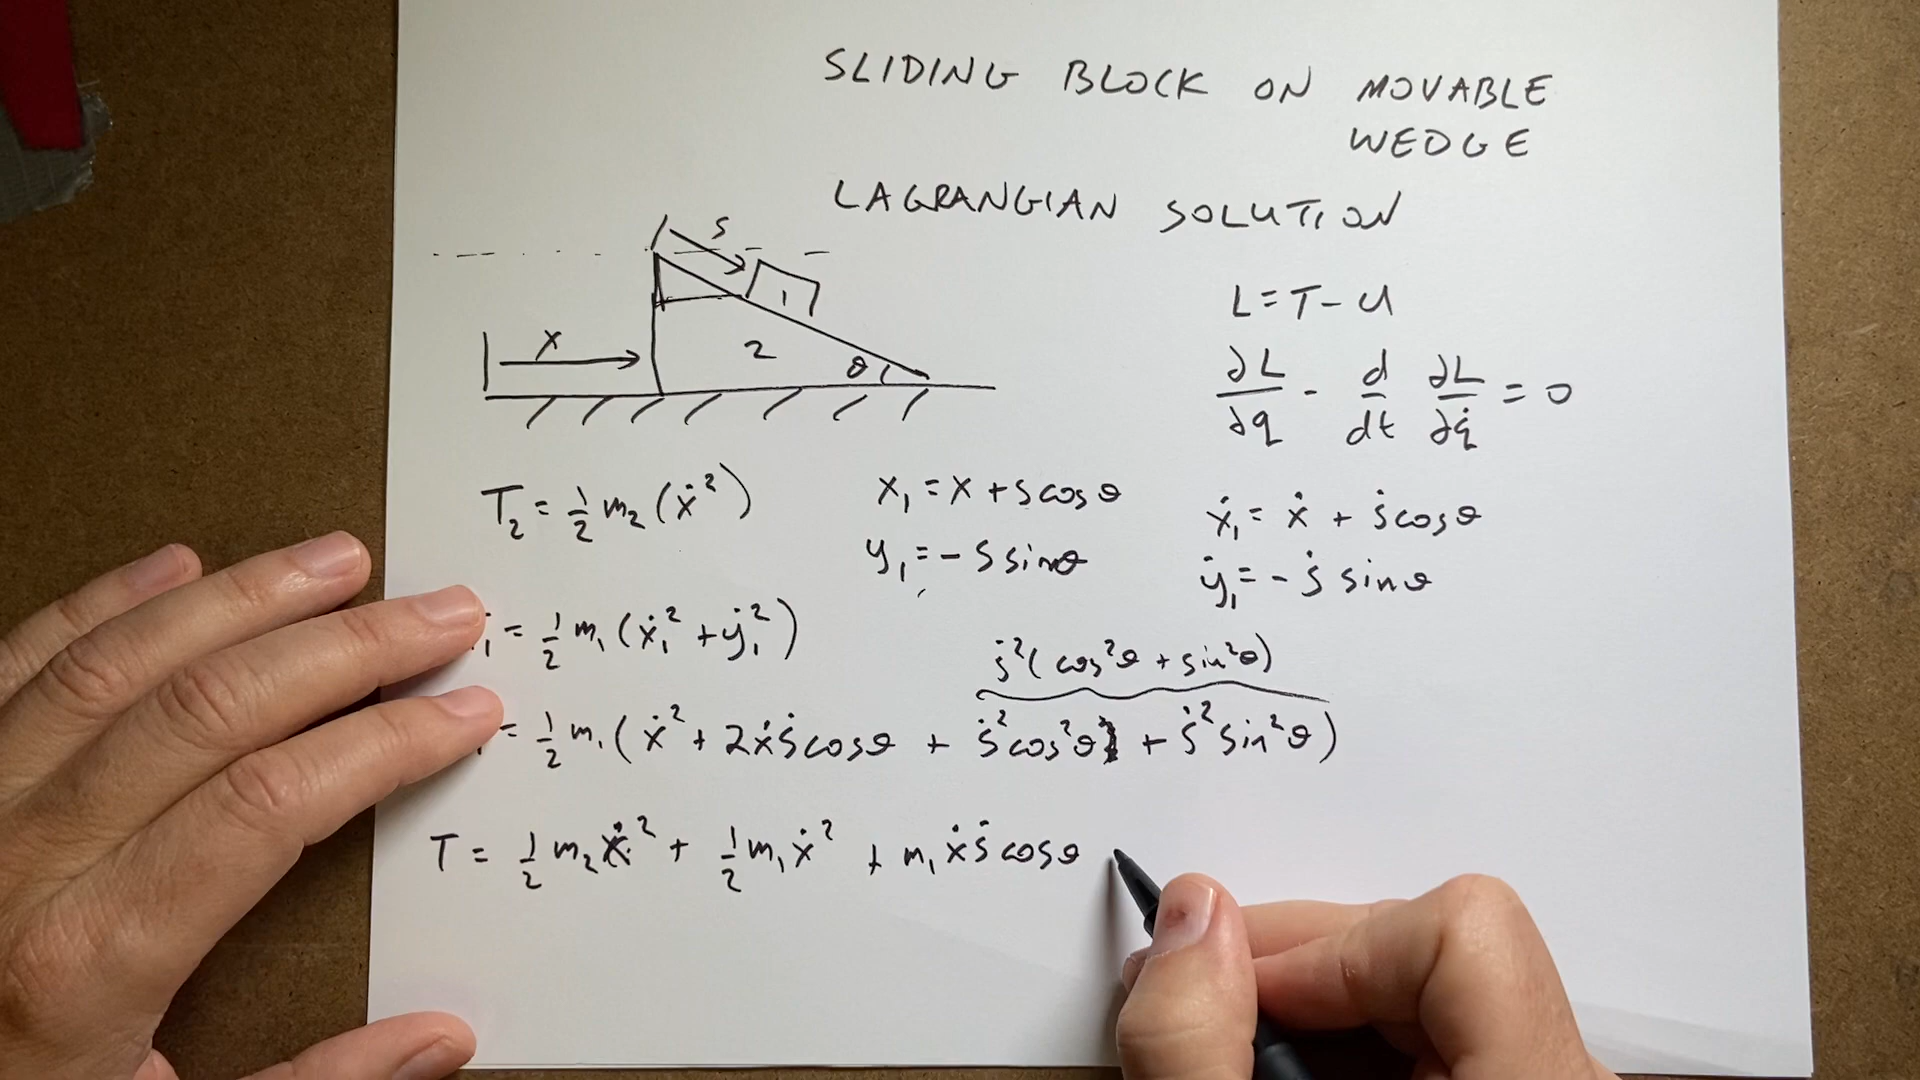 SLIDING BLOCK ON MOVABLE
WEDGE
LAGRANGIAN SOLUTION
s
1
x
2
θ
L = T - U
∂L/∂q - d/dt ∂L/∂q̇ = 0
T₂ = ½ m₂ (ẋ²)
x₁ = x + s cos θ
y₁ = - s sin θ
ẋ₁ = ẋ + ṡ cos θ
ẏ₁ = - ṡ sin θ
₁ = ½ m₁ (ẋ₁² + ẏ₁²)
ṡ² (cos²θ + sin²θ)
= ½ m₁ (ẋ² + 2ẋṡ cos θ + ṡ² cos²θ + ṡ² sin²θ)
T = ½ m₂ ẋ² + ½ m₁ ẋ² + m₁ ẋṡ cos θ